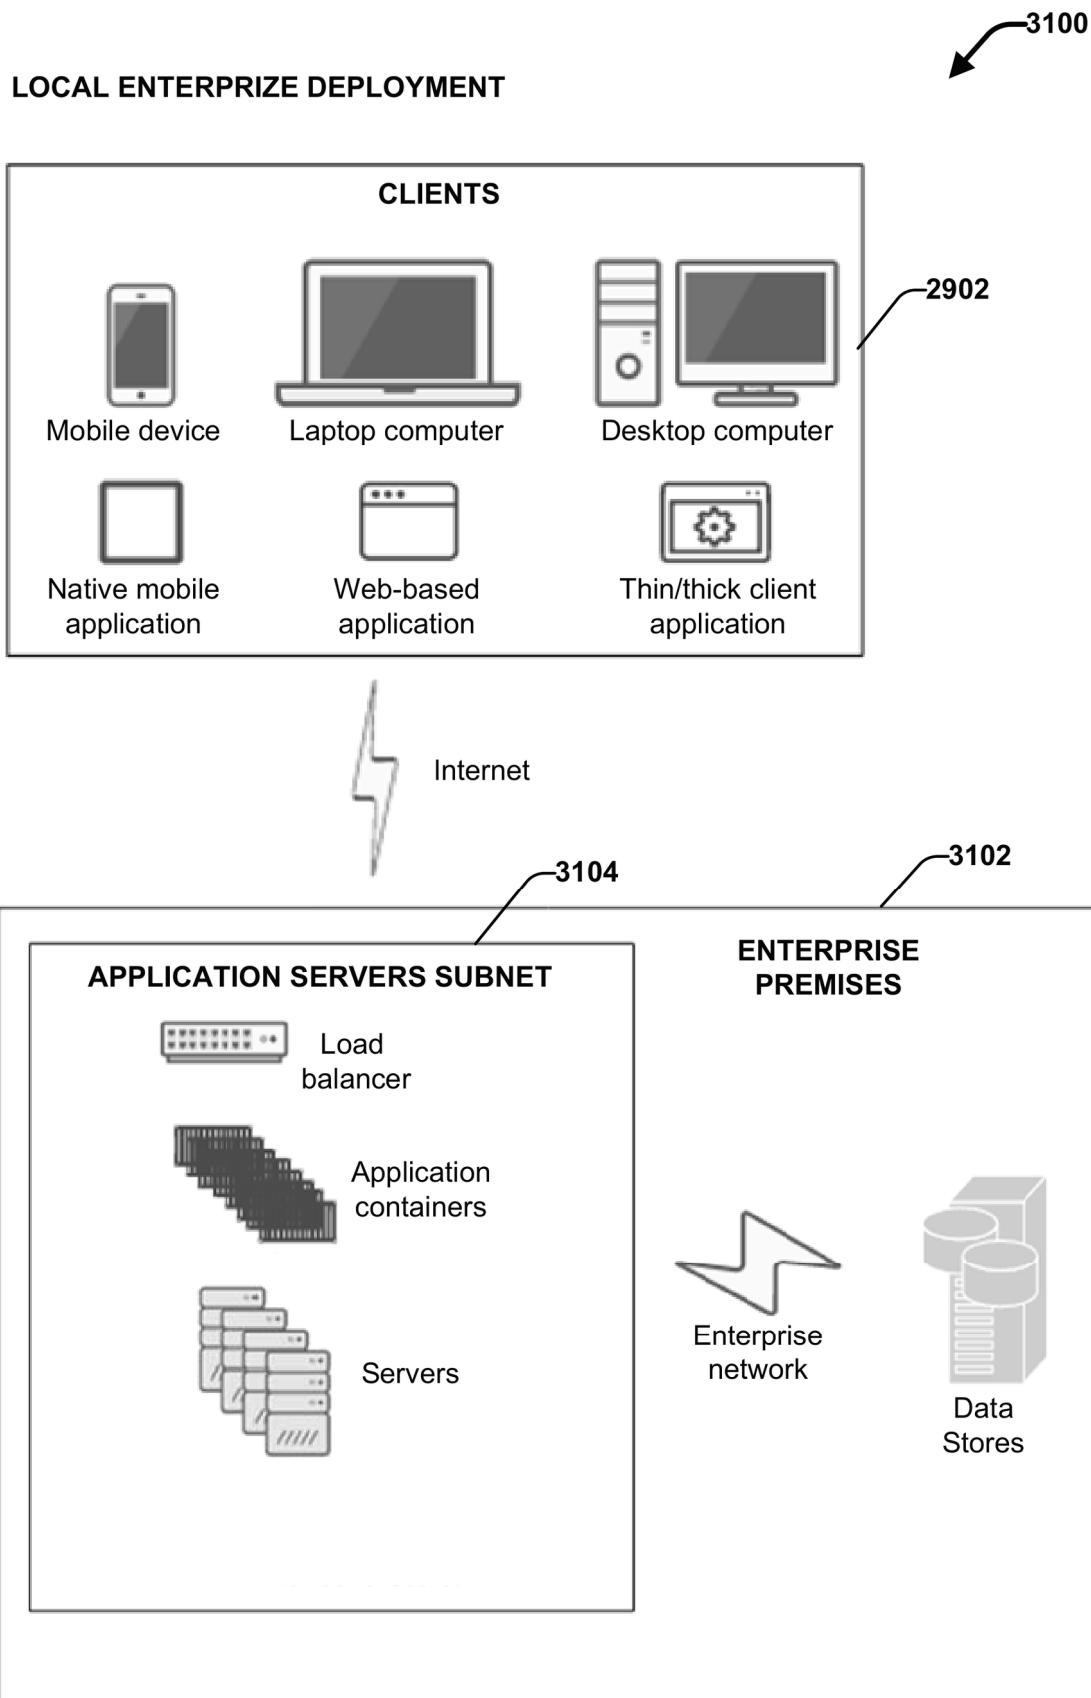 3100
LOCAL ENTERPRIZE DEPLOYMENT
CLIENTS
2902
Mobile device
Laptop computer
Desktop computer
Native mobile
application
Web-based
application
Thin/thick client
application
Internet
3104
3102
APPLICATION SERVERS SUBNET
ENTERPRISE
PREMISES
Load
balancer
Application
containers
Servers
Enterprise
network
Data
Stores